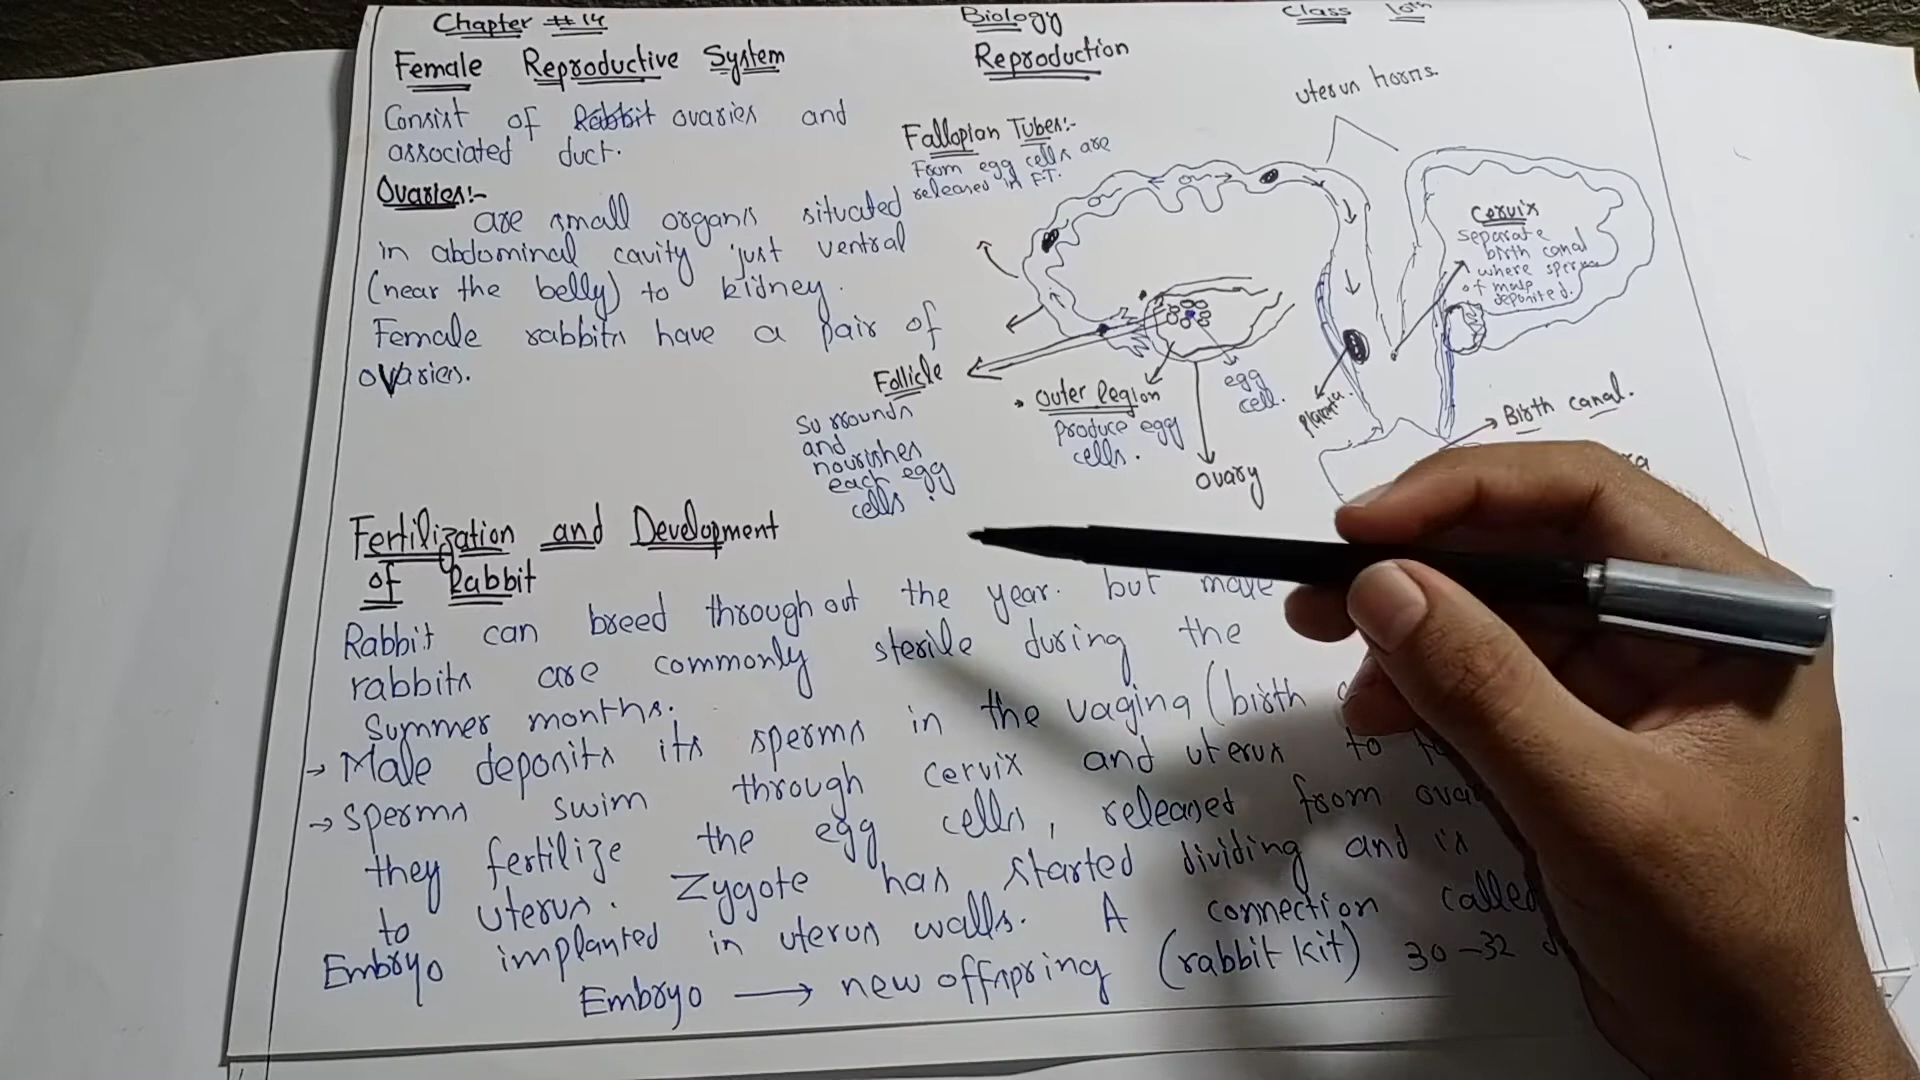 Chapter # 14
Biology
Class 10th
Female Reproductive System
Reproduction
Consist of Rabbit ovaries and
associated duct.
Ovaries:-
are small organs situated
in abdominal cavity just ventral
(near the belly) to kidney.
Female rabbits have a pair of
ovaries.
Fallopian Tubes:-
From egg cells are
released in F.T.
uterun horns.
Cervix
separate
birth canal
where sperms
of male
deposited.
Follicle
Surrounds
and
nourishes
each egg
cells
Outer Region
Produce egg
cells.
egg
cell.
Ovary
Placenta.
Birth canal.
Fertilization and Development
of Rabbit
Rabbit can breed throughout the year. but male
rabbits are commonly sterile during the
Summer months.
→ Male deposits its sperms in the vagina (birth
→ sperms swim through cervix and uterus to
they fertilize the egg cells, released from
to uterus. Zygote has started dividing and is
Embryo implanted in uterus walls. A connection called
Embryo → new offspring (rabbit kit) 30-32